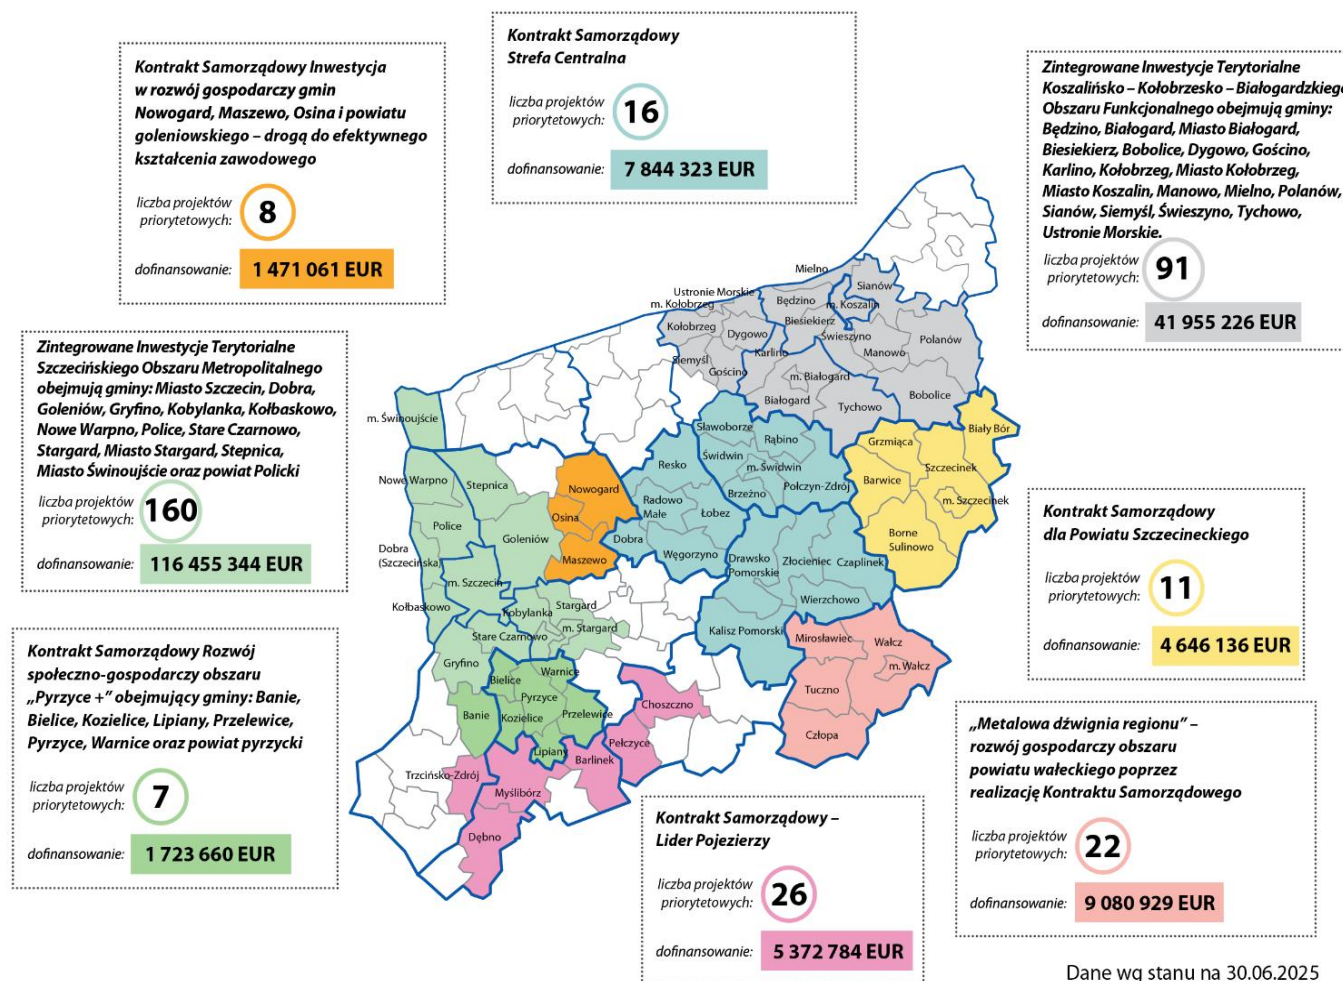 Kontrakt Samorządowy
Strefa Centralna
liczba projektów
priorytetowych:
16
dofinansowanie:
7 844 323 EUR
Kontrakt Samorządowy Inwestycja
w rozwój gospodarczy gmin
Nowogard, Maszewo, Osina i powiatu
goleniowskiego – drogą do efektywnego
kształcenia zawodowego
liczba projektów
priorytetowych:
8
dofinansowanie:
1 471 061 EUR
Zintegrowane Inwestycje Terytorialne
Koszalińsko – Kołobrzesko – Białogardzkiego
Obszaru Funkcjonalnego obejmują gminy:
Będzino, Białogard, Miasto Białogard,
Biesiekierz, Bobolice, Dygowo, Gościno,
Karlino, Kołobrzeg, Miasto Kołobrzeg,
Miasto Koszalin, Manowo, Mielno, Polanów,
Sianów, Siemyśl, Świeszyno, Tychowo,
Ustronie Morskie.
liczba projektów
priorytetowych:
91
dofinansowanie:
41 955 226 EUR
Zintegrowane Inwestycje Terytorialne
Szczecińskiego Obszaru Metropolitalnego
obejmują gminy: Miasto Szczecin, Dobra,
Goleniów, Gryfino, Kobylanka, Kołbaskowo,
Nowe Warpno, Police, Stare Czarnowo,
Stargard, Miasto Stargard, Stepnica,
Miasto Świnoujście oraz powiat Policki
liczba projektów
priorytetowych:
160
dofinansowanie:
116 455 344 EUR
Kontrakt Samorządowy Rozwój
społeczno-gospodarczy obszaru
„Pyrzyce +” obejmujący gminy: Banie,
Bielice, Kozielice, Lipiany, Przelewice,
Pyrzyce, Warnice oraz powiat pyrzycki
liczba projektów
priorytetowych:
7
dofinansowanie:
1 723 660 EUR
Mielno
Sianów
Ustronie Morskie
Będzino
m. Kołobrzeg
m. Koszalin
Kołobrzeg
Dygowo
Biesiekierz
Świeszyno
Polanów
Manowo
Siemyśl
Karlino
Gościno
m. Białogard
Białogard
Tychowo
Bobolice
m. Świnoujście
Sławoborze
Rąbino
Biały Bór
Grzmiąca
Świdwin
m. Świdwin
Resko
Szczecinek
Nowe Warpno
Stepnica
Nowogard
Połczyn-Zdrój
Barwice
Brzeżno
Radowo
Małe
Łobez
m. Szczecinek
Osina
Police
Goleniów
Dobra
Borne
Sulinowo
Dobra
(Szczecińska)
Maszewo
Węgorzyno
Drawsko
Pomorskie
Złocieniec
Czaplinek
m. Szczecin
Wierzchowo
Kołbaskowo
Kobylanka
Stargard
m. Stargard
Stare Czarnowo
Kalisz Pomorski
Mirosławiec
Wałcz
Gryfino
m. Wałcz
Warnice
Bielice
Pyrzyce
Tuczno
Choszczno
Banie
Kozielice
Przelewice
Człopa
Pełczyce
Lipiany
Barlinek
Trzcińsko-Zdrój
Myślibórz
Dębno
Kontrakt Samorządowy
dla Powiatu Szczecineckiego
liczba projektów
priorytetowych:
11
dofinansowanie:
4 646 136 EUR
„Metalowa dźwignia regionu” –
rozwój gospodarczy obszaru
powiatu wałeckiego poprzez
realizację Kontraktu Samorządowego
liczba projektów
priorytetowych:
22
dofinansowanie:
9 080 929 EUR
Kontrakt Samorządowy –
Lider Pojezierzy
liczba projektów
priorytetowych:
26
dofinansowanie:
5 372 784 EUR
Dane wg stanu na 30.06.2025